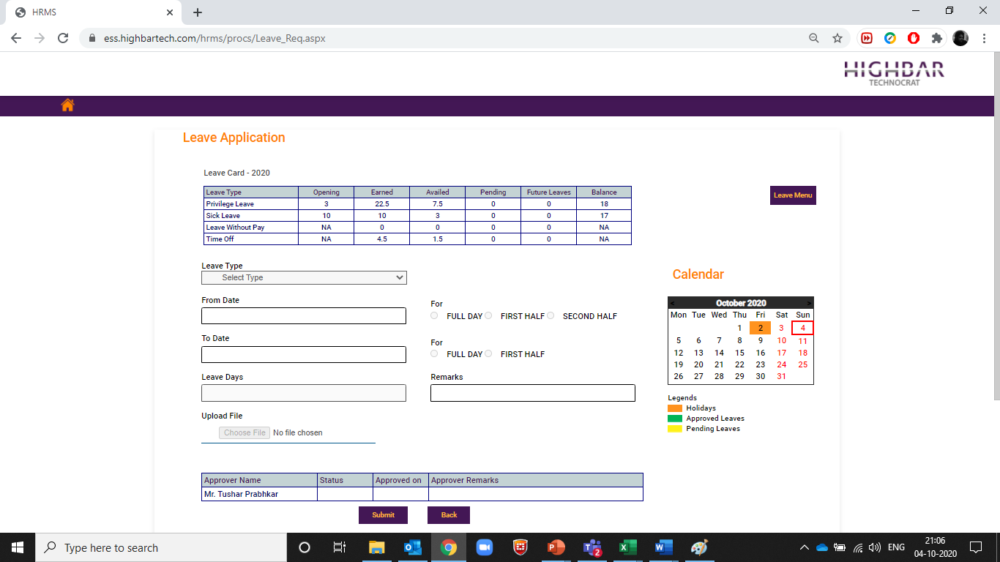 HRMS
ess.highbartech.com/hrms/procs/Leave_Req.aspx
HIGHBAR
TECHNOCRAT
Leave Application
Leave Card - 2020
Leave Type Opening Earned Availed Pending Future Leaves Balance
Privilege Leave 3 22.5 7.5 0 0 18
Sick Leave 10 10 3 0 0 17
Leave Without Pay NA 0 0 0 0 NA
Time Off NA 4.5 1.5 0 0 NA
Leave Menu
Leave Type
Select Type
From Date
For
FULL DAY FIRST HALF SECOND HALF
To Date
For
FULL DAY FIRST HALF
Leave Days
Remarks
Upload File
Choose File No file chosen
Calendar
< October 2020 >
Mon Tue Wed Thu Fri Sat Sun
1 2 3 4
5 6 7 8 9 10 11
12 13 14 15 16 17 18
19 20 21 22 23 24 25
26 27 28 29 30 31
Legends
Holidays
Approved Leaves
Pending Leaves
Approver Name Status Approved on Approver Remarks
Mr. Tushar Prabhkar
Submit Back
Type here to search
2
ENG
21:06
04-10-2020